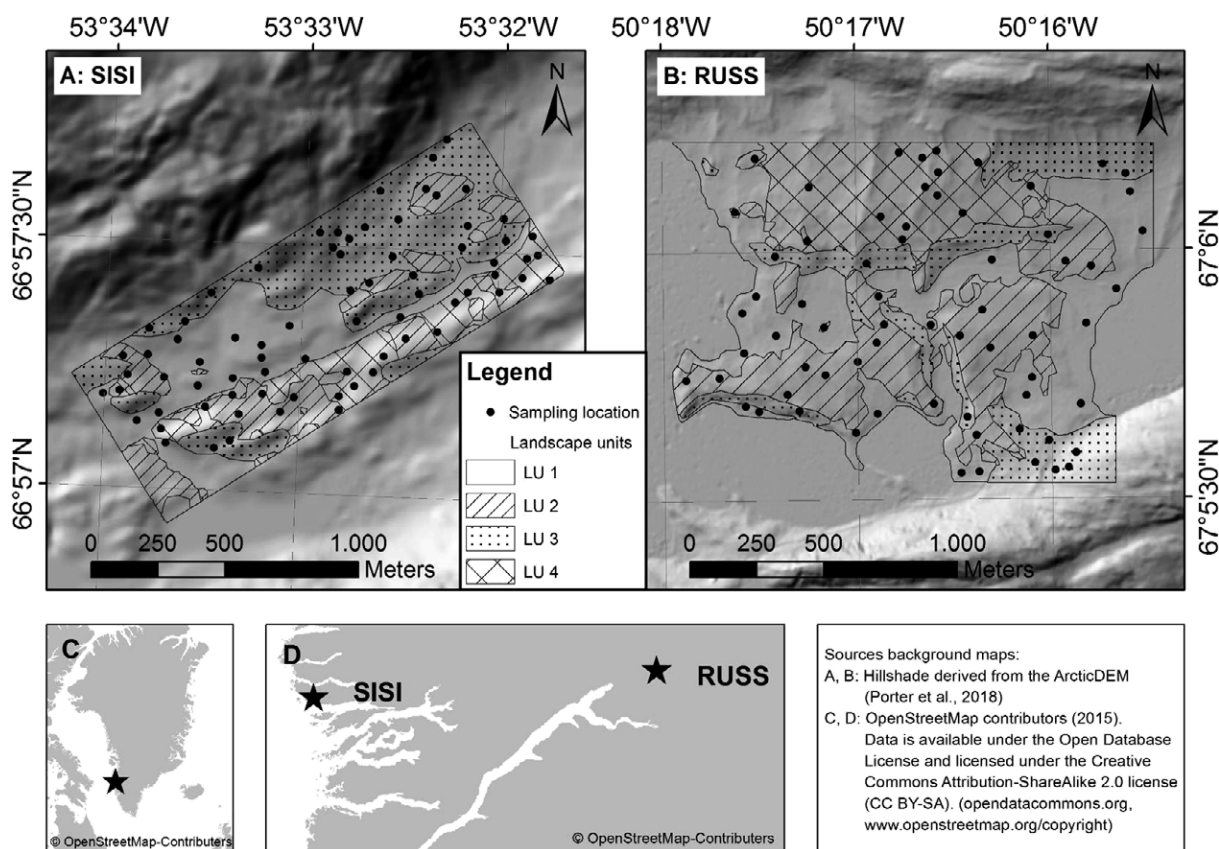 53°34'W 53°33'W 53°32'W 50°18'W 50°17'W 50°16'W
A: SISI
N
66°57'30"N
66°57'N
0 250 500 1.000
Meters
B: RUSS
N
67°6'N
67°5'30"N
0 250 500 1.000
Meters
Legend
Sampling location
Landscape units
LU 1
LU 2
LU 3
LU 4
C
© OpenStreetMap-Contributers
D
SISI
RUSS
© OpenStreetMap-Contributers
Sources background maps:
A, B: Hillshade derived from the ArcticDEM
(Porter et al., 2018)
C, D: OpenStreetMap contributors (2015).
Data is available under the Open Database
License and licensed under the Creative
Commons Attribution-ShareAlike 2.0 license
(CC BY-SA). (opendatacommons.org,
www.openstreetmap.org/copyright)